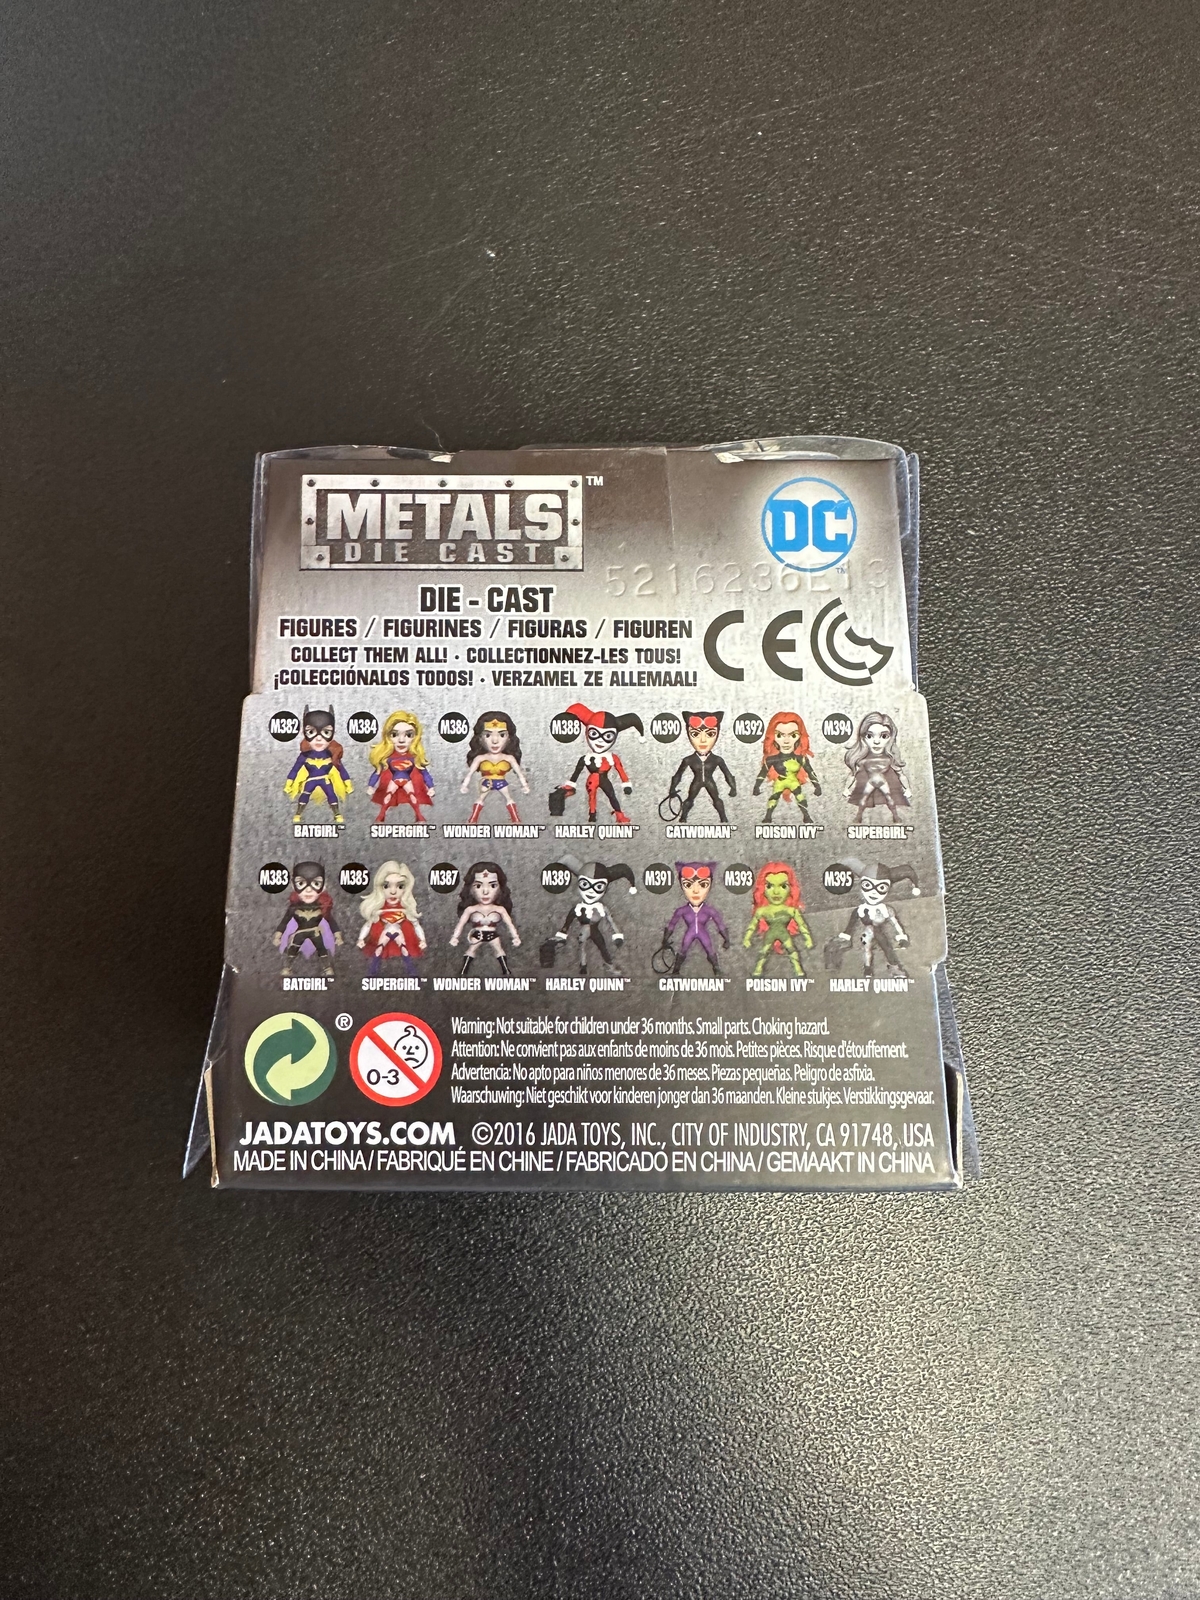 METALS™
DIE CAST
DC™
5216236E13
DIE - CAST
FIGURES / FIGURINES / FIGURAS / FIGUREN
COLLECT THEM ALL! · COLLECTIONNEZ-LES TOUS!
¡COLECCIÓNALOS TODOS! · VERZAMEL ZE ALLEMAAL!
CE
M382 M384 M386 M388 M390 M392 M394
BATGIRL™ SUPERGIRL™ WONDER WOMAN™ HARLEY QUINN™ CATWOMAN™ POISON IVY™ SUPERGIRL™
M383 M385 M387 M389 M391 M393 M395
BATGIRL™ SUPERGIRL™ WONDER WOMAN™ HARLEY QUINN™ CATWOMAN™ POISON IVY™ HARLEY QUINN™
®
0-3
Warning: Not suitable for children under 36 months. Small parts. Choking hazard.
Attention: Ne convient pas aux enfants de moins de 36 mois. Petites pièces. Risque d'étouffement.
Advertencia: No apto para niños menores de 36 meses. Piezas pequeñas. Peligro de asfixia.
Waarschuwing: Niet geschikt voor kinderen jonger dan 36 maanden. Kleine stukjes. Verstikkingsgevaar.
JADATOYS.COM ©2016 JADA TOYS, INC., CITY OF INDUSTRY, CA 91748, USA
MADE IN CHINA / FABRIQUÉ EN CHINE / FABRICADO EN CHINA / GEMAAKT IN CHINA